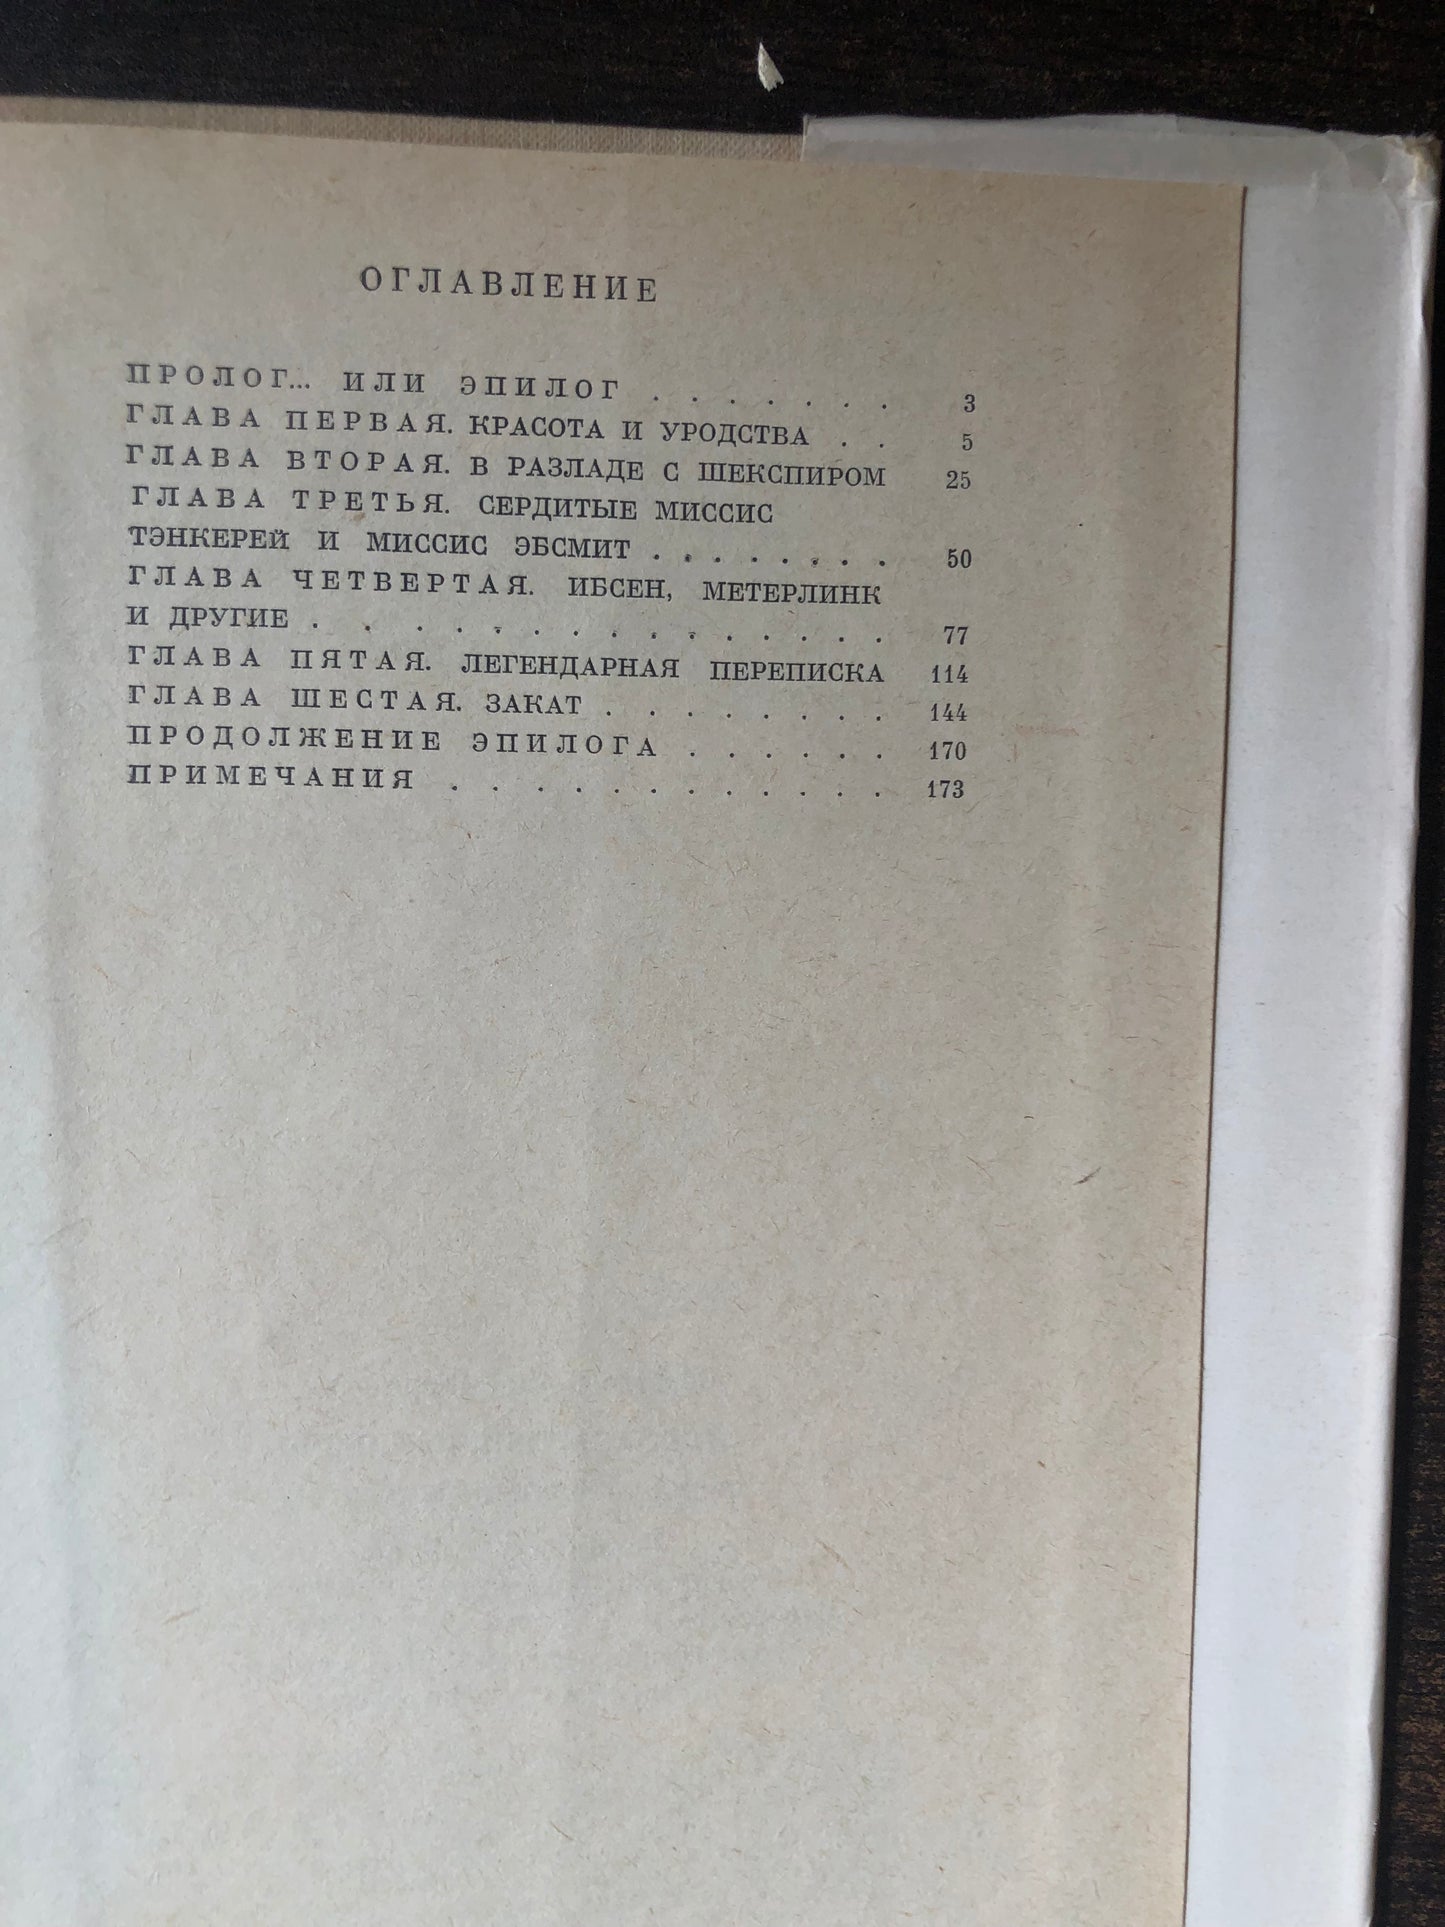 ОГЛАВЛЕНИЕ
ПРОЛОГ... ИЛИ ЭПИЛОГ . . . . . . . 3
ГЛАВА ПЕРВАЯ. КРАСОТА И УРОДСТВА . . 5
ГЛАВА ВТОРАЯ. В РАЗЛАДЕ С ШЕКСПИРОМ 25
ГЛАВА ТРЕТЬЯ. СЕРДИТЫЕ МИССИС
ТЭНКЕРЕЙ И МИССИС ЭБСМИТ . . . . . . . . 50
ГЛАВА ЧЕТВЕРТАЯ. ИБСЕН, МЕТЕРЛИНК
И ДРУГИЕ . . . . . . . . . . . . . . . 77
ГЛАВА ПЯТАЯ. ЛЕГЕНДАРНАЯ ПЕРЕПИСКА 114
ГЛАВА ШЕСТАЯ. ЗАКАТ . . . . . . . . 144
ПРОДОЛЖЕНИЕ ЭПИЛОГА . . . . . . 170
ПРИМЕЧАНИЯ . . . . . . . . . . . . 173